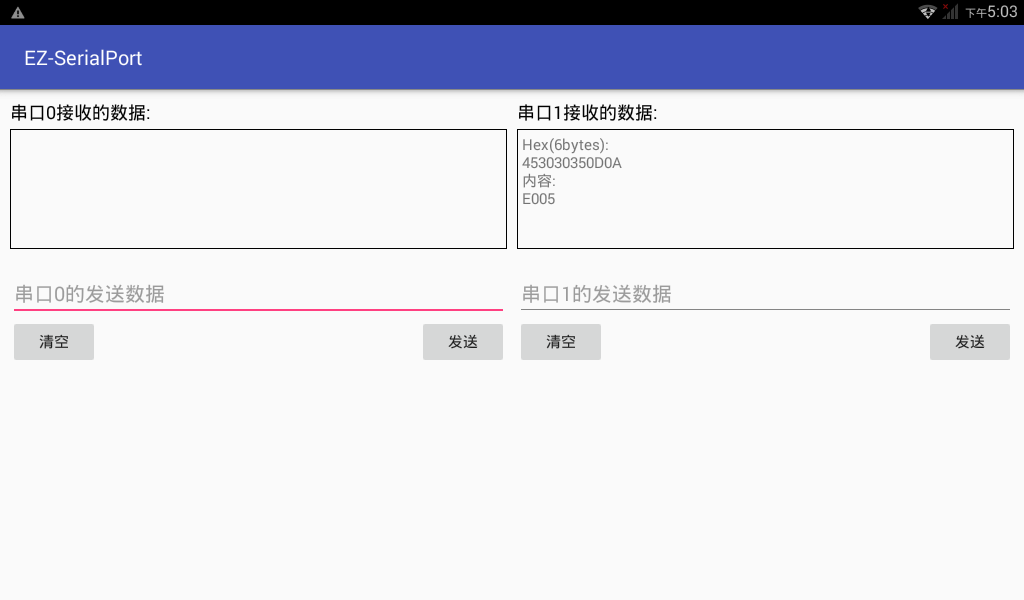 下午5:03
EZ-SerialPort
串口0接收的数据:
串口1接收的数据:
Hex(6bytes):
453030350D0A
内容:
E005
串口0的发送数据
串口1的发送数据
清空
发送
清空
发送